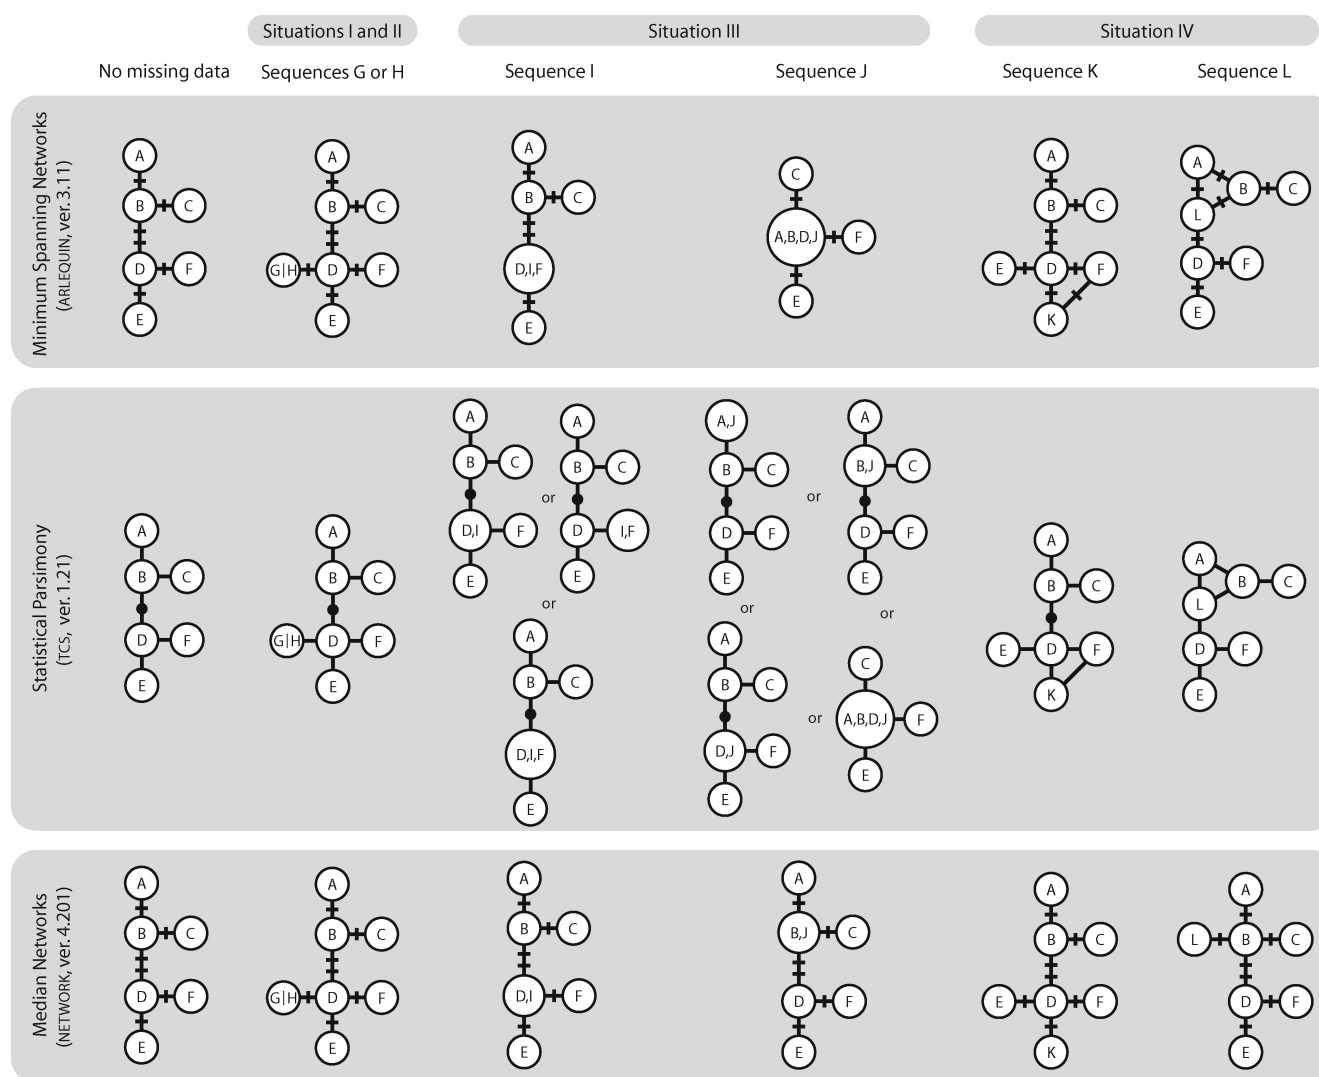 Situations I and II
Situation III
Situation IV
No missing data
Sequences G or H
Sequence I
Sequence J
Sequence K
Sequence L
Minimum Spanning Networks
(ARLEQUIN, ver. 3.11)
A
B C
D F
E
A
B C
G|H D F
E
A
B C
D,I,F
E
C
A,B,D,J F
E
A
B C
E D F
K
A
B C
L
D F
E
Statistical Parsimony
(TCS, ver. 1.21)
A
B C
D F
E
A
B C
G|H D F
E
A
B C
D,I F
E
or
A
B C
D I,F
E
or
A
B C
D,I,F
E
A,J
B C
D F
E
or
A
B,J C
D F
E
or
or
A
B C
D,J F
E
or
C
A,B,D,J F
E
A
B C
E D F
K
A
B C
L
D F
E
Median Networks
(NETWORK, ver. 4.201)
A
B C
D F
E
A
B C
G|H D F
E
A
B C
D,I F
E
A
B,J C
D F
E
A
B C
E D F
K
A
L B C
D F
E